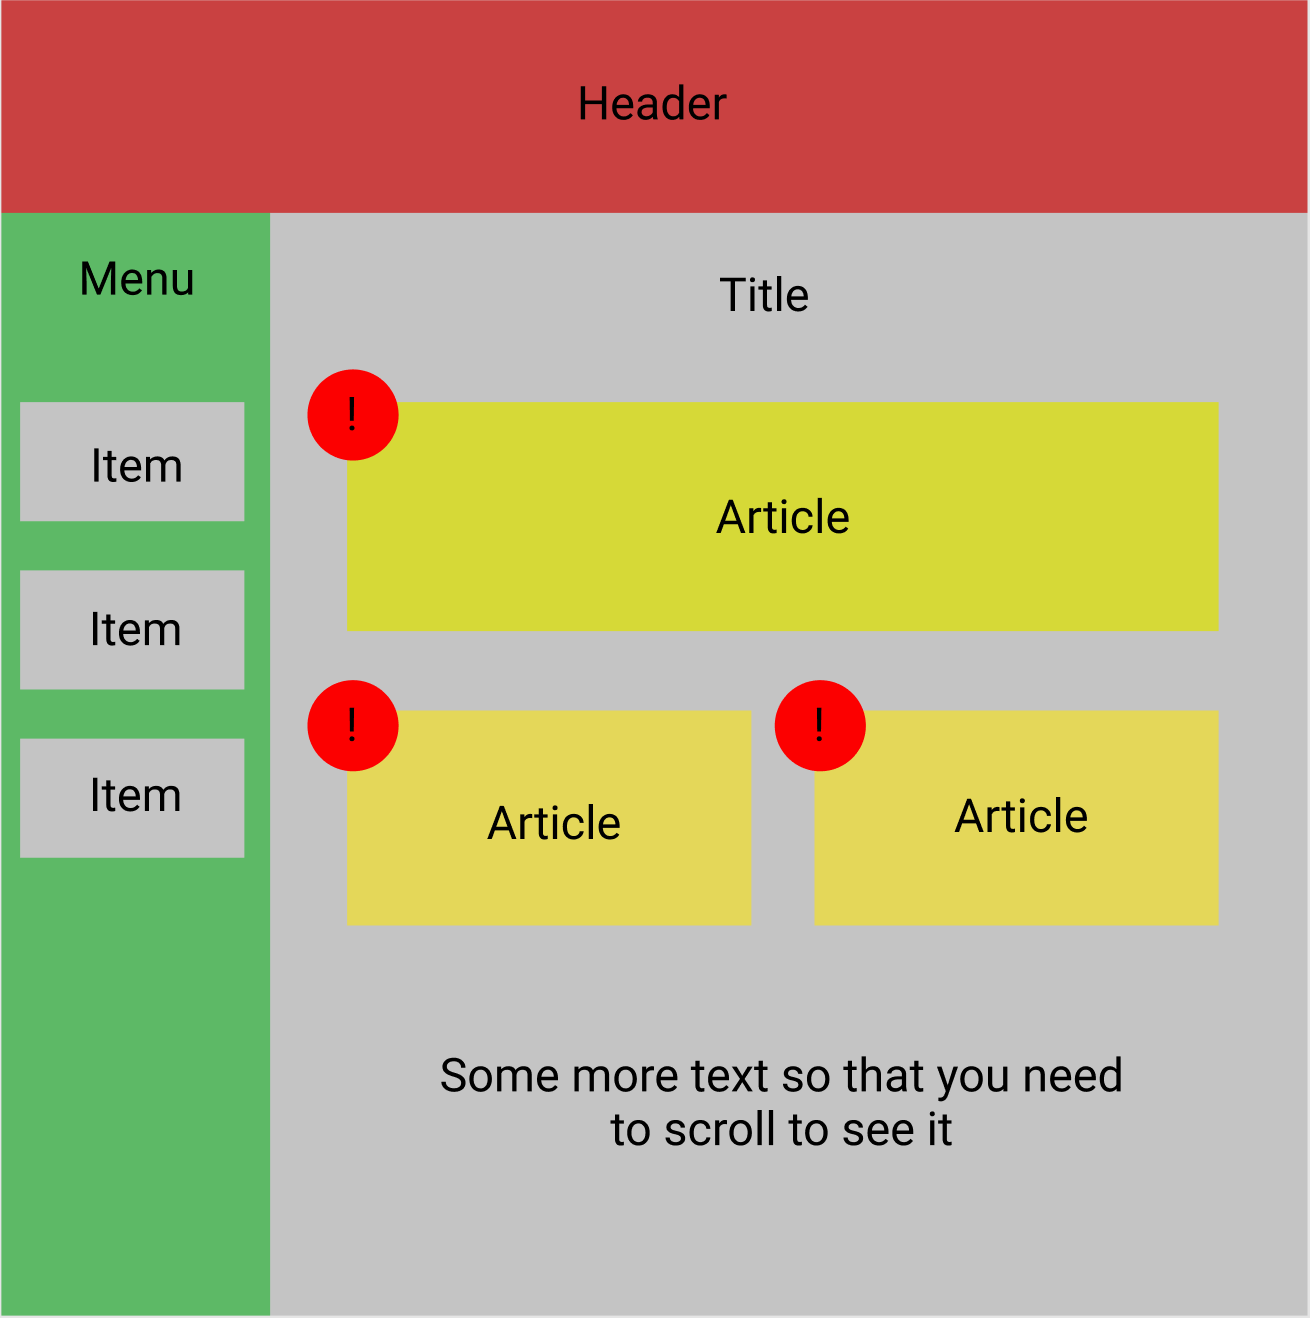 Header
Menu
Item
Item
Item
Title
!
Article
!
Article
!
Article
Some more text so that you need
to scroll to see it